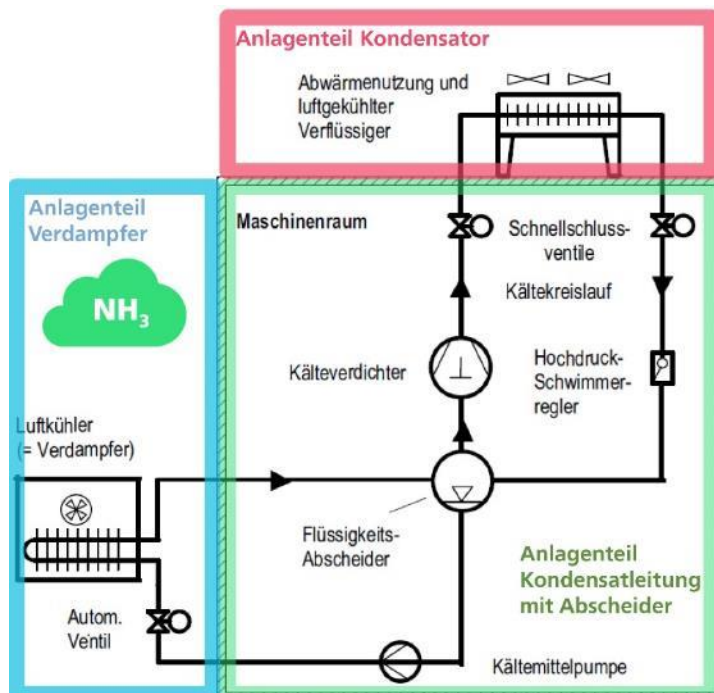 Anlagenteil Kondensator
Abwärmenutzung und
luftgekühlter
Verflüssiger
Anlagenteil
Verdampfer
NH3
Maschinenraum
Schnellschluss-
ventile
Kältekreislauf
Kälteverdichter
Hochdruck-
Schwimmer-
regler
Luftkühler
(= Verdampfer)
Flüssigkeits-
Abscheider
Anlagenteil
Kondensatleitung
mit Abscheider
Autom.
Ventil
Kältemittelpumpe